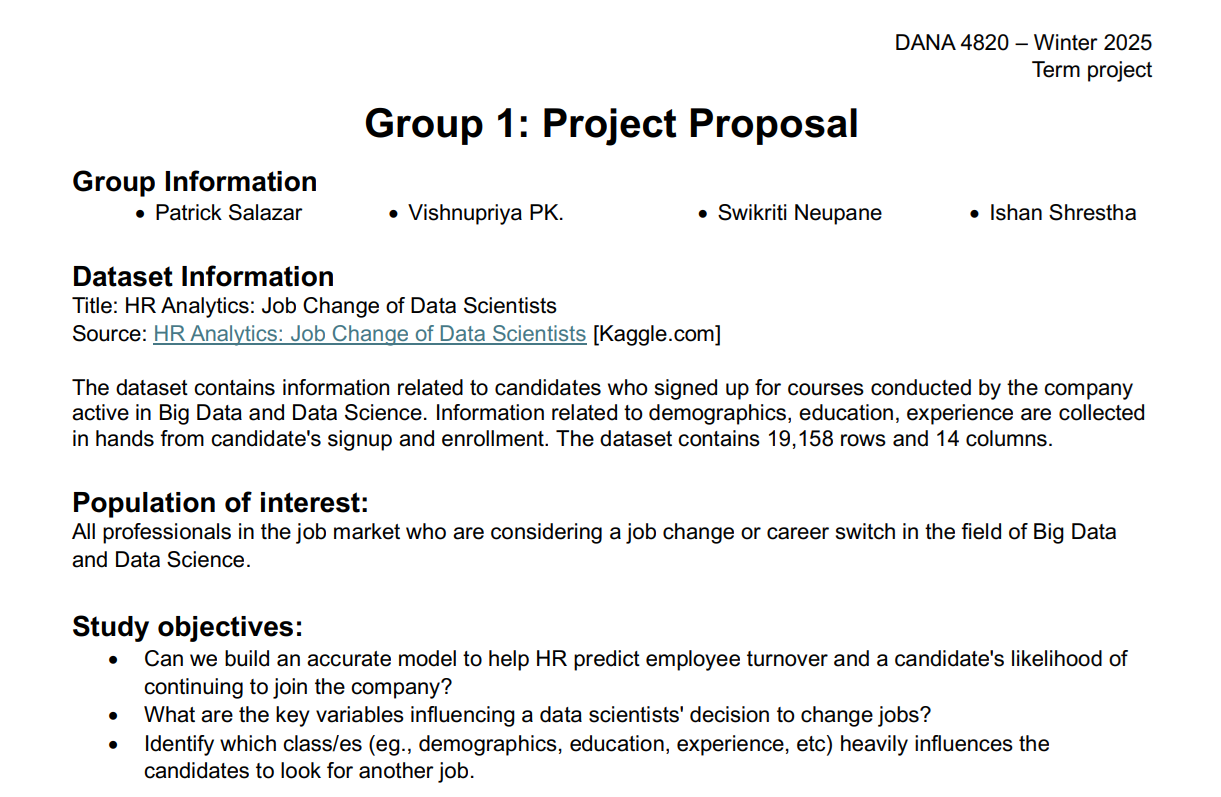 DANA 4820 – Winter 2025
Term project
Group 1: Project Proposal
Group Information
• Patrick Salazar • Vishnupriya PK. • Swikriti Neupane • Ishan Shrestha
Dataset Information
Title: HR Analytics: Job Change of Data Scientists
Source: HR Analytics: Job Change of Data Scientists [Kaggle.com]
The dataset contains information related to candidates who signed up for courses conducted by the company
active in Big Data and Data Science. Information related to demographics, education, experience are collected
in hands from candidate's signup and enrollment. The dataset contains 19,158 rows and 14 columns.
Population of interest:
All professionals in the job market who are considering a job change or career switch in the field of Big Data
and Data Science.
Study objectives:
• Can we build an accurate model to help HR predict employee turnover and a candidate's likelihood of
continuing to join the company?
• What are the key variables influencing a data scientists' decision to change jobs?
• Identify which class/es (eg., demographics, education, experience, etc) heavily influences the
candidates to look for another job.